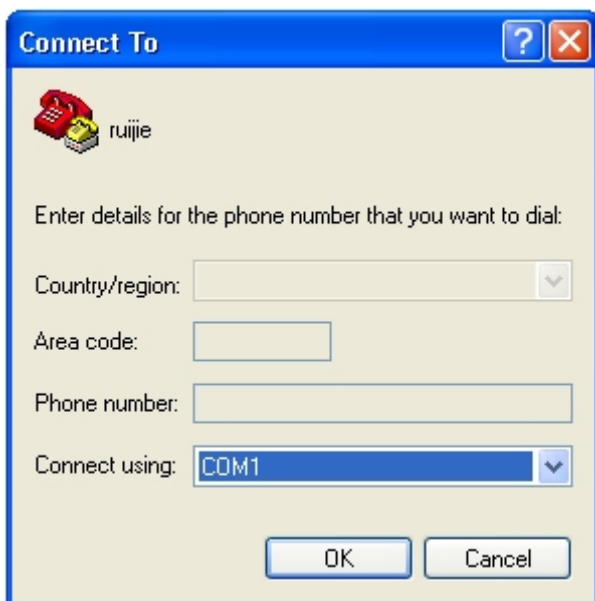 Connect To
ruijie
Enter details for the phone number that you want to dial:
Country/region:
Area code:
Phone number:
Connect using: COM1
OK Cancel